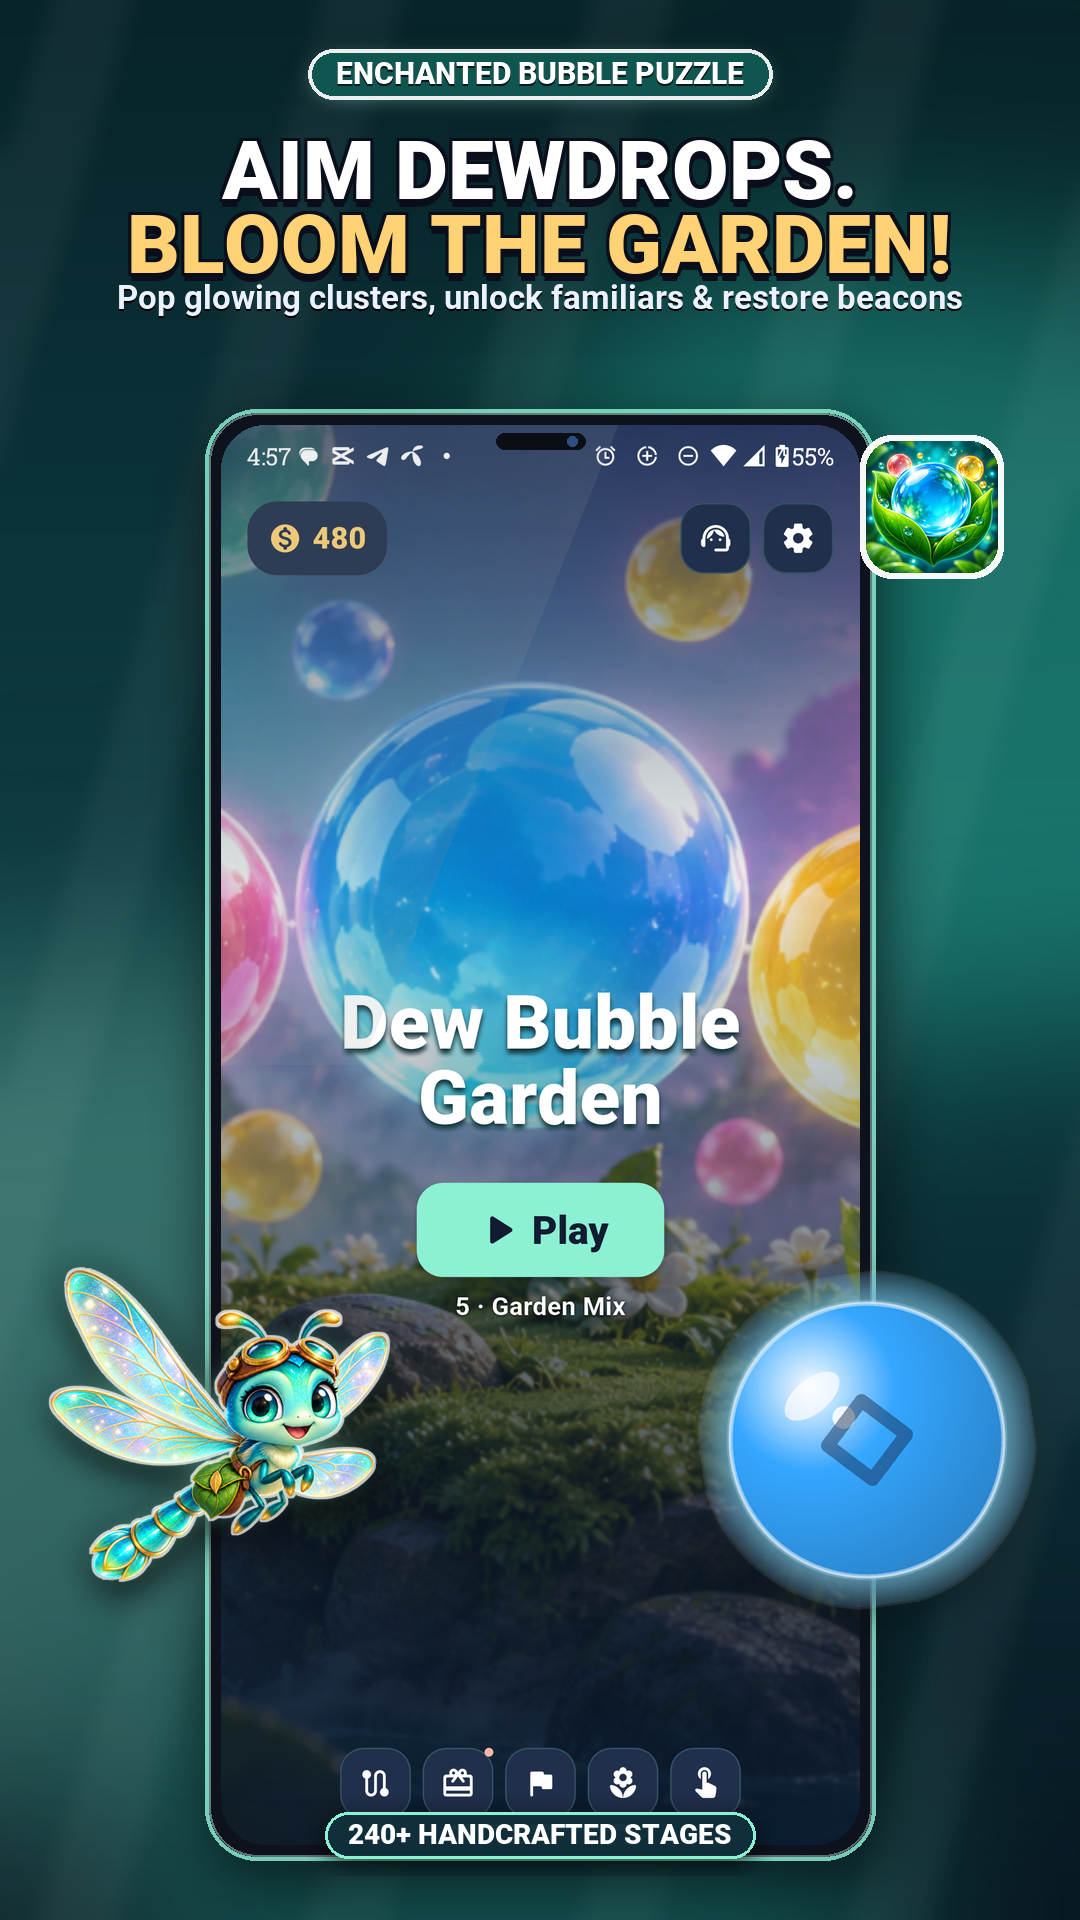 ENCHANTED BUBBLE PUZZLE
AIM DEWDROPS.
BLOOM THE GARDEN!
Pop glowing clusters, unlock familiars & restore beacons
4:57 55%
480
Dew Bubble
Garden
Play
5 · Garden Mix
240+ HANDCRAFTED STAGES